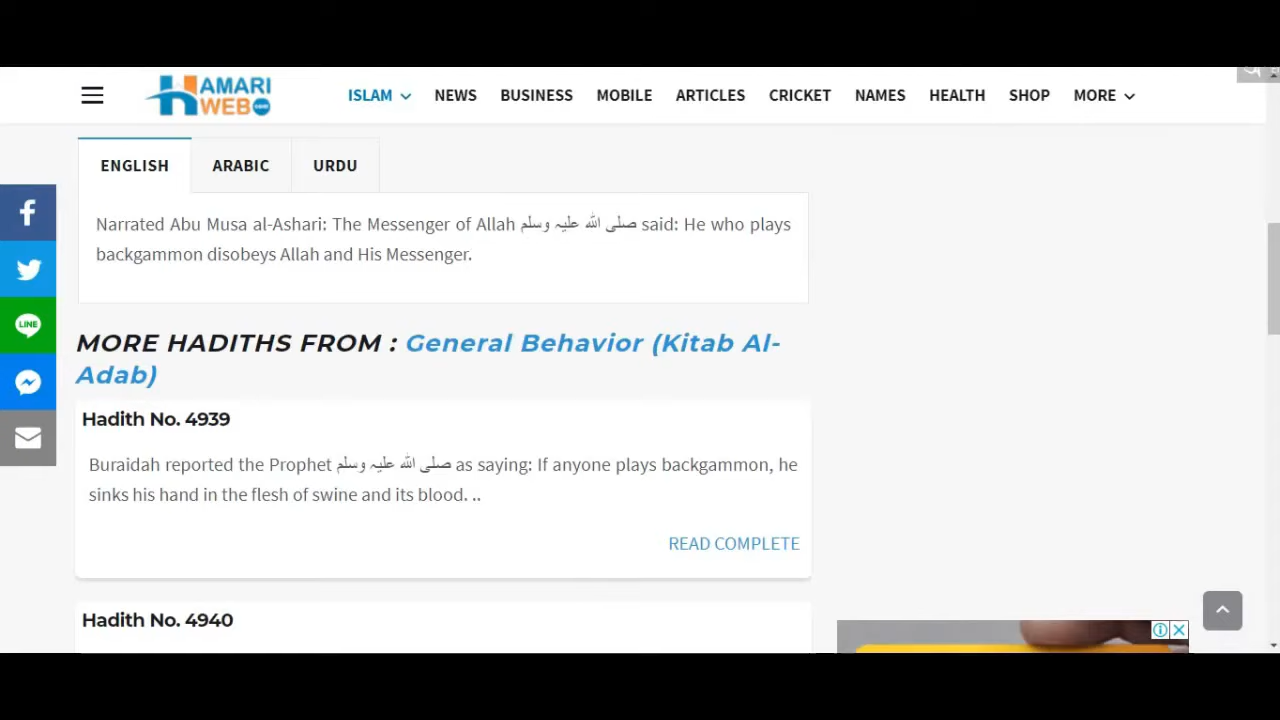 HAMARI
WEB.com
ISLAM NEWS BUSINESS MOBILE ARTICLES CRICKET NAMES HEALTH SHOP MORE
ENGLISH ARABIC URDU
Narrated Abu Musa al-Ashari: The Messenger of Allah صلی اللہ علیہ وسلم said: He who plays
backgammon disobeys Allah and His Messenger.
MORE HADITHS FROM : General Behavior (Kitab Al-
Adab)
Hadith No. 4939
Buraidah reported the Prophet صلی اللہ علیہ وسلم as saying: If anyone plays backgammon, he
sinks his hand in the flesh of swine and its blood. ..
READ COMPLETE
Hadith No. 4940
LINE